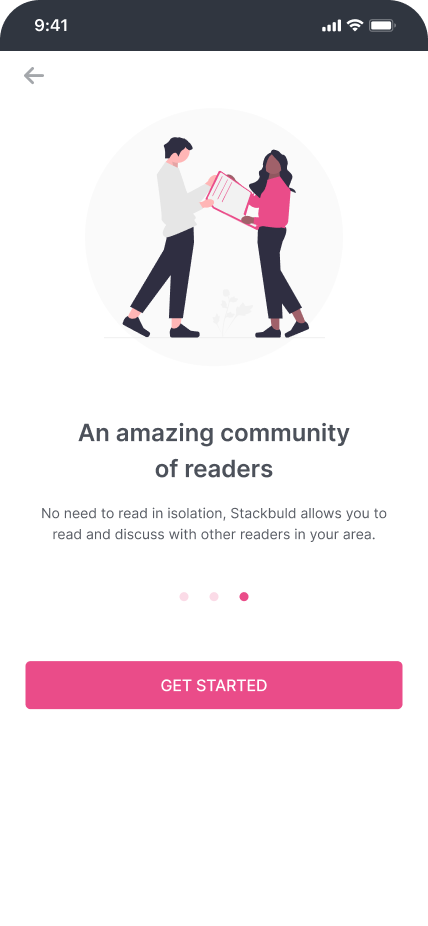 9:41
An amazing community
of readers
No need to read in isolation, Stackbuld allows you to
read and discuss with other readers in your area.
GET STARTED